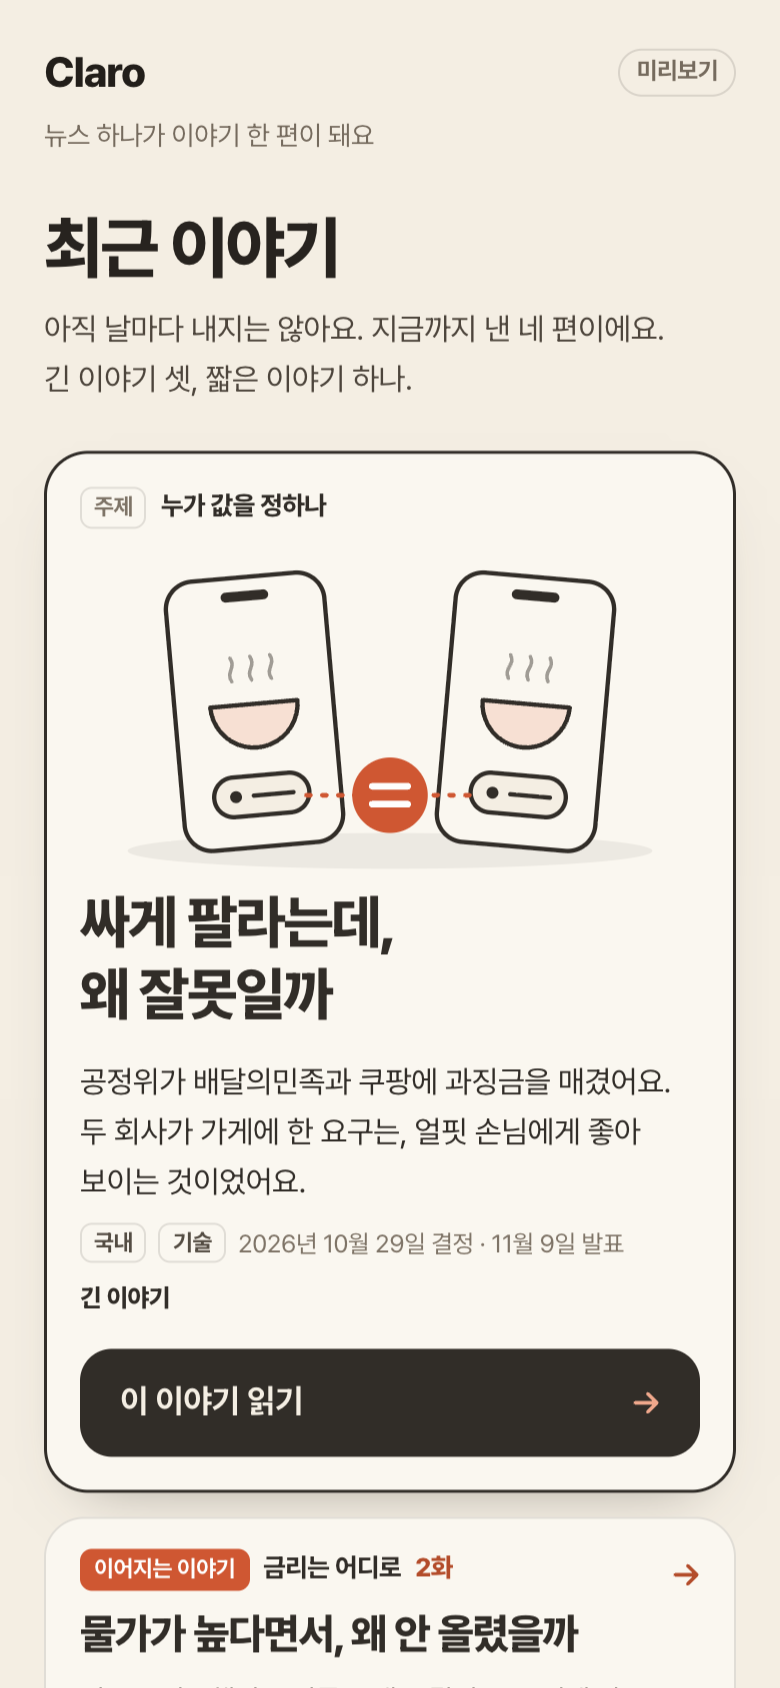 Claro
미리보기
뉴스 하나가 이야기 한 편이 돼요
최근 이야기
아직 날마다 내지는 않아요. 지금까지 낸 네 편이에요.
긴 이야기 셋, 짧은 이야기 하나.
주제 누가 값을 정하나
싸게 팔라는데,
왜 잘못일까
공정위가 배달의민족과 쿠팡에 과징금을 매겼어요.
두 회사가 가게에 한 요구는, 얼핏 손님에게 좋아
보이는 것이었어요.
국내 기술 2026년 10월 29일 결정 · 11월 9일 발표
긴 이야기
이 이야기 읽기 →
이어지는 이야기 금리는 어디로 2화 →
물가가 높다면서, 왜 안 올렸을까